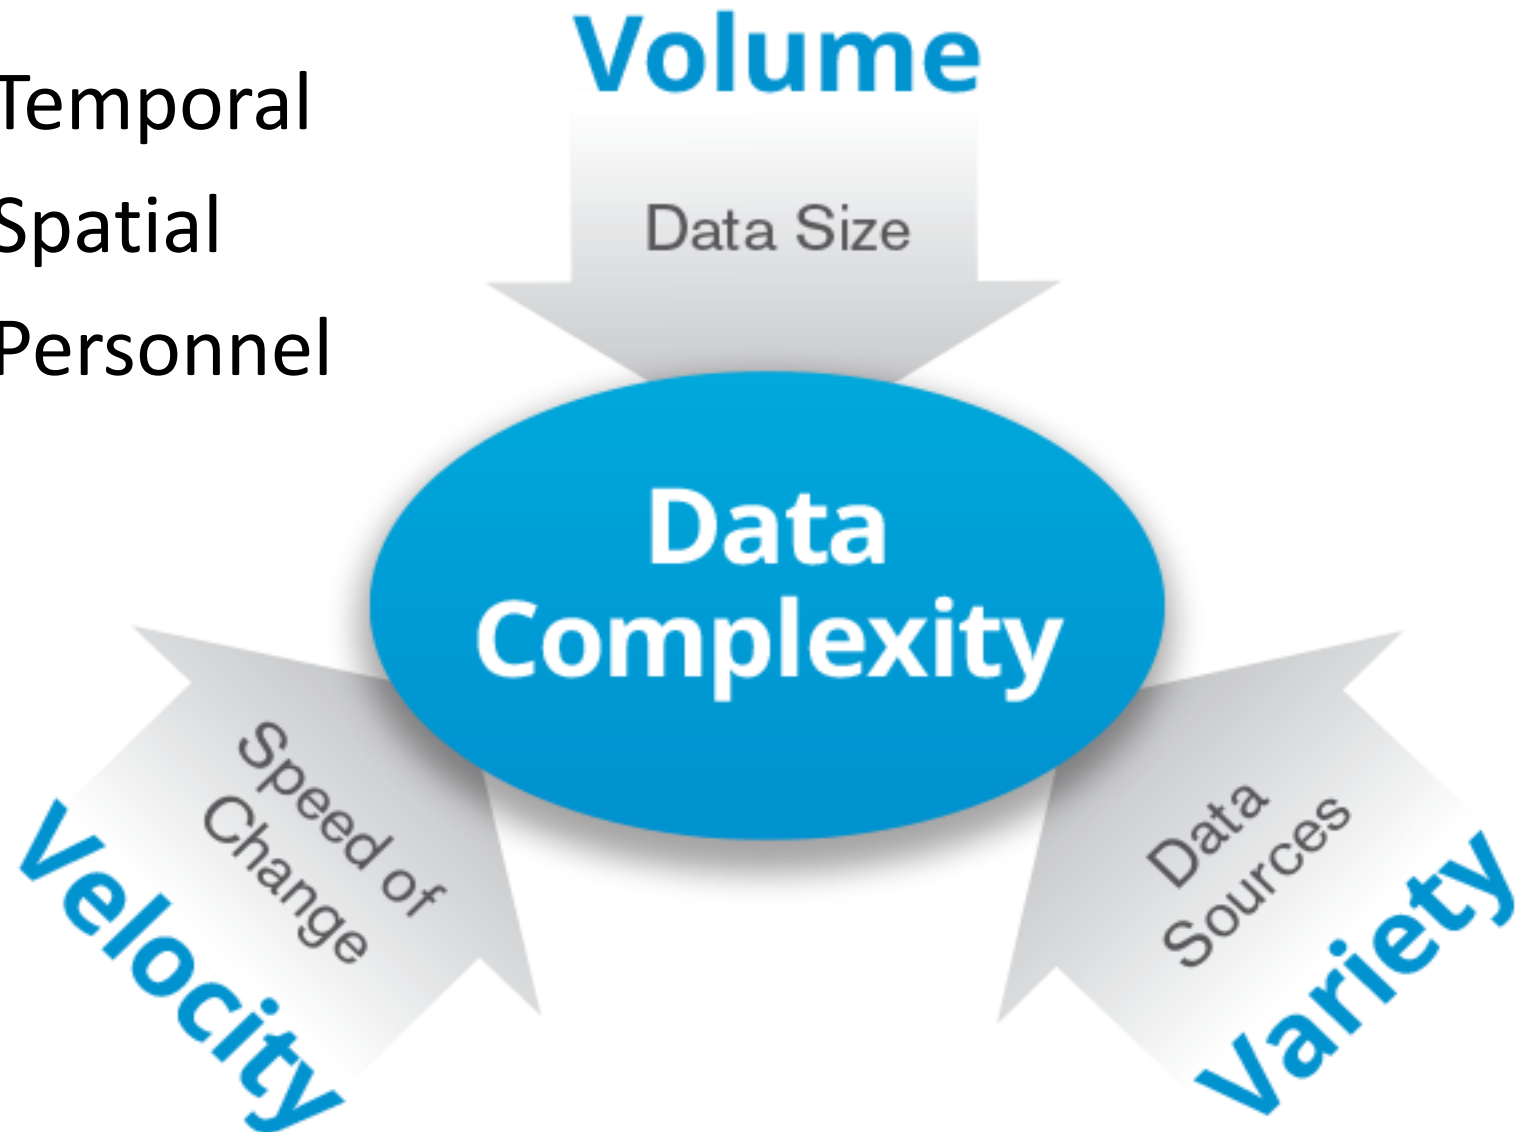 Temporal
Spatial
Personnel
Volume
Data Size
Data
Complexity
Speed of
Change
Velocity
Data
Sources
Variety